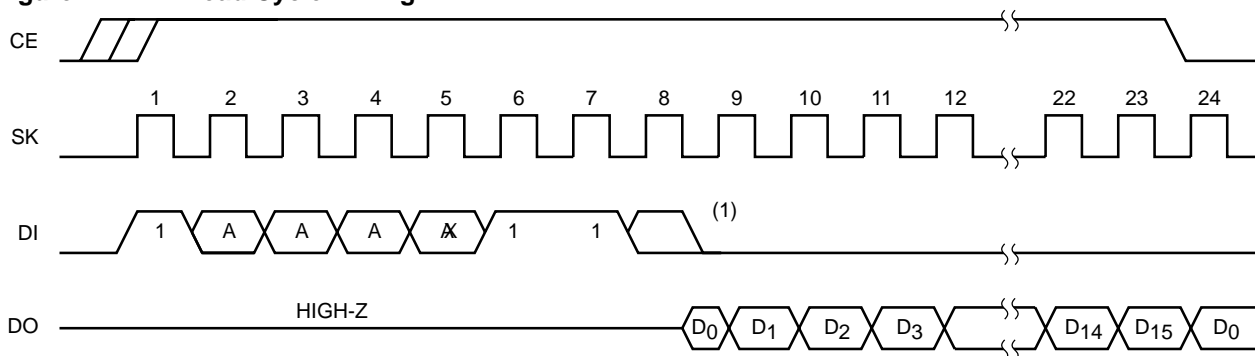 CE
1 2 3 4 5 6 7 8 9 10 11 12 22 23 24
SK
(1)
DI 1 A A A 1 1
HIGH-Z
DO D0 D1 D2 D3 D14 D15 D0